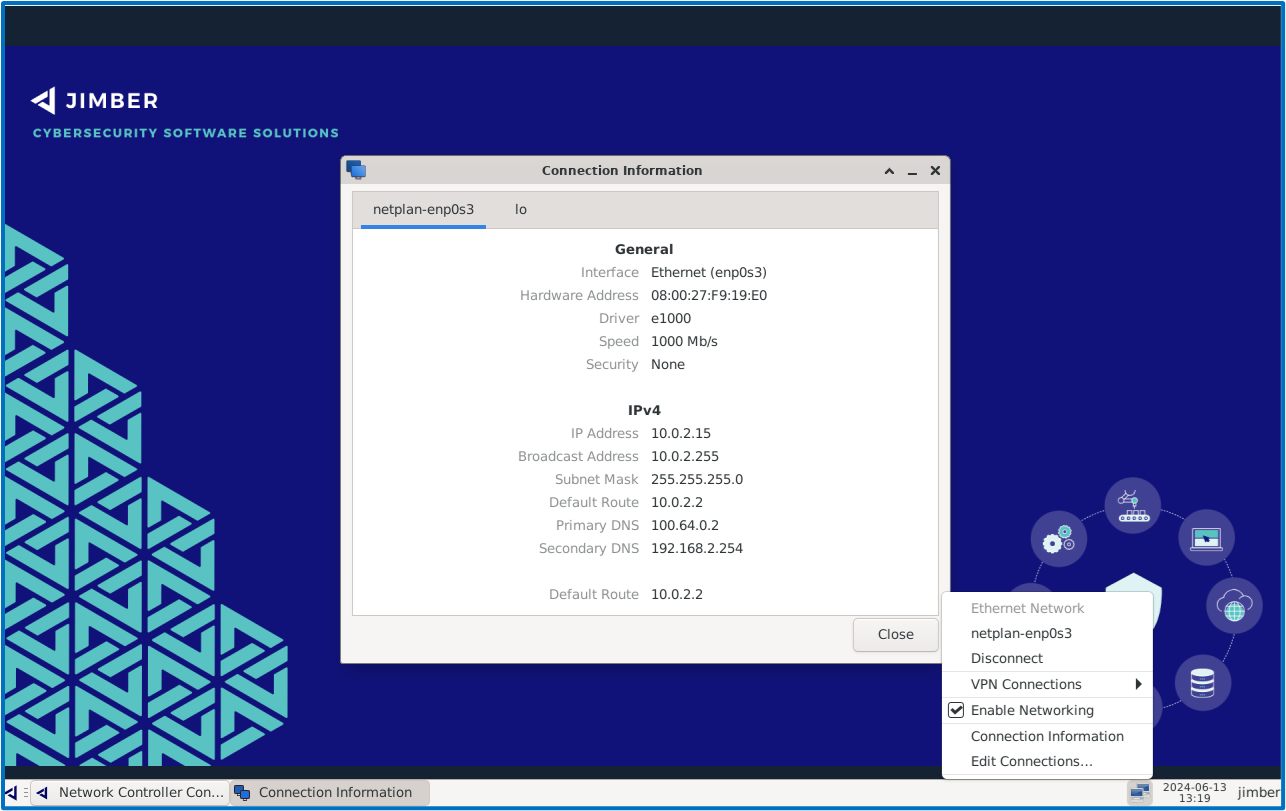 JIMBER
CYBERSECURITY SOFTWARE SOLUTIONS
Connection Information
netplan-enp0s3 lo
General
Interface Ethernet (enp0s3)
Hardware Address 08:00:27:F9:19:E0
Driver e1000
Speed 1000 Mb/s
Security None
IPv4
IP Address 10.0.2.15
Broadcast Address 10.0.2.255
Subnet Mask 255.255.255.0
Default Route 10.0.2.2
Primary DNS 100.64.0.2
Secondary DNS 192.168.2.254
Default Route 10.0.2.2
Close
Ethernet Network
netplan-enp0s3
Disconnect
VPN Connections
Enable Networking
Connection Information
Edit Connections...
Network Controller Con... Connection Information 2024-06-13 jimber
13:19